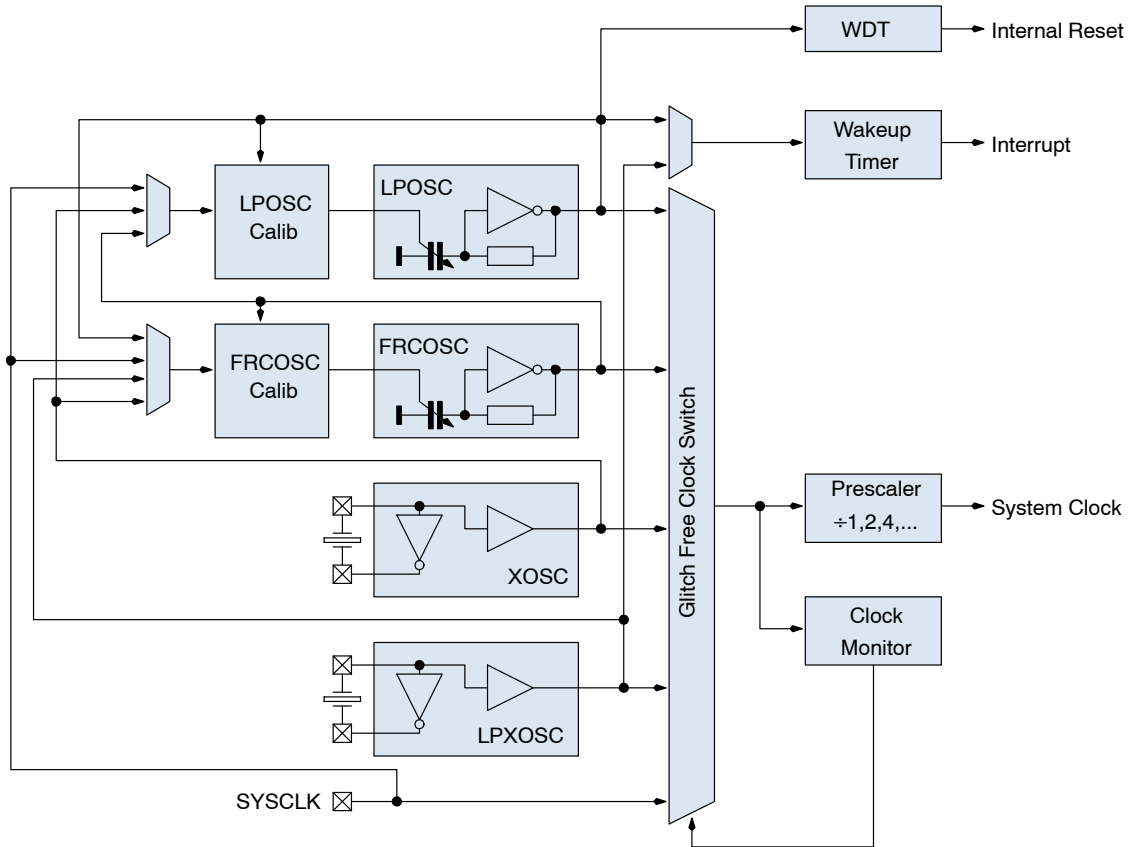 WDT
Internal Reset
Wakeup
Timer
Interrupt
LPOSC
Calib
LPOSC
FRCOSC
Calib
FRCOSC
Glitch Free Clock Switch
Prescaler
÷1,2,4,...
System Clock
XOSC
Clock
Monitor
LPXOSC
SYSCLK